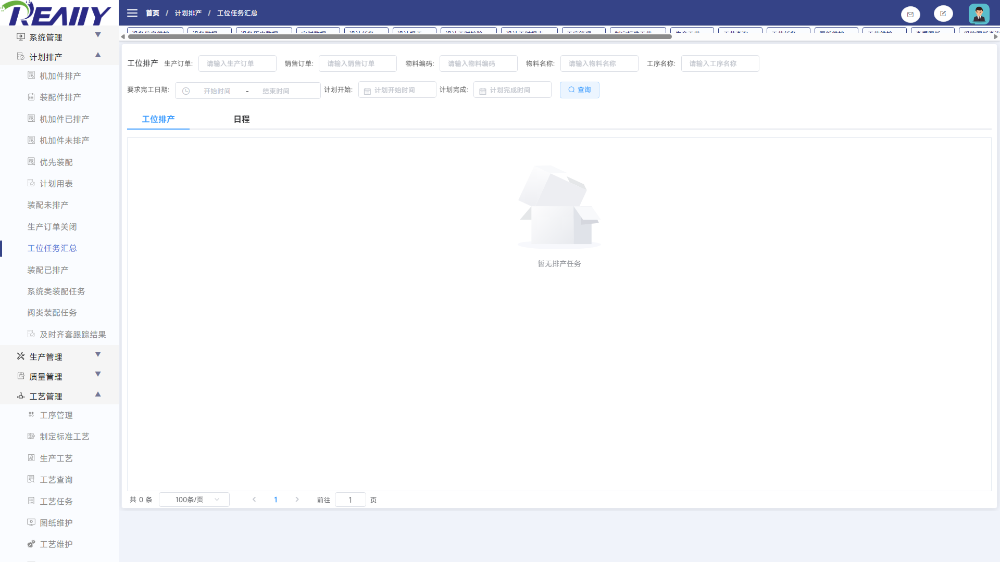 REALLY
首页 / 计划排产 / 工位任务汇总
系统管理
计划排产
机加件排产
装配件排产
机加件已排产
机加件未排产
优先装配
计划用表
装配未排产
生产订单关闭
工位任务汇总
装配已排产
系统类装配任务
阀类装配任务
及时齐套跟踪结果
生产管理
质量管理
工艺管理
工序管理
制定标准工艺
生产工艺
工艺查询
工艺任务
图纸维护
工艺维护
工位排产 生产订单: 请输入生产订单 销售订单: 请输入销售订单 物料编码: 请输入物料编码 物料名称: 请输入物料名称 工序名称: 请输入工序名称
要求完工日期: 开始时间 - 结束时间 计划开始: 计划开始时间 计划完成: 计划完成时间 查询
工位排产 日程
暂无排产任务
共 0 条 100条/页 1 前往 1 页